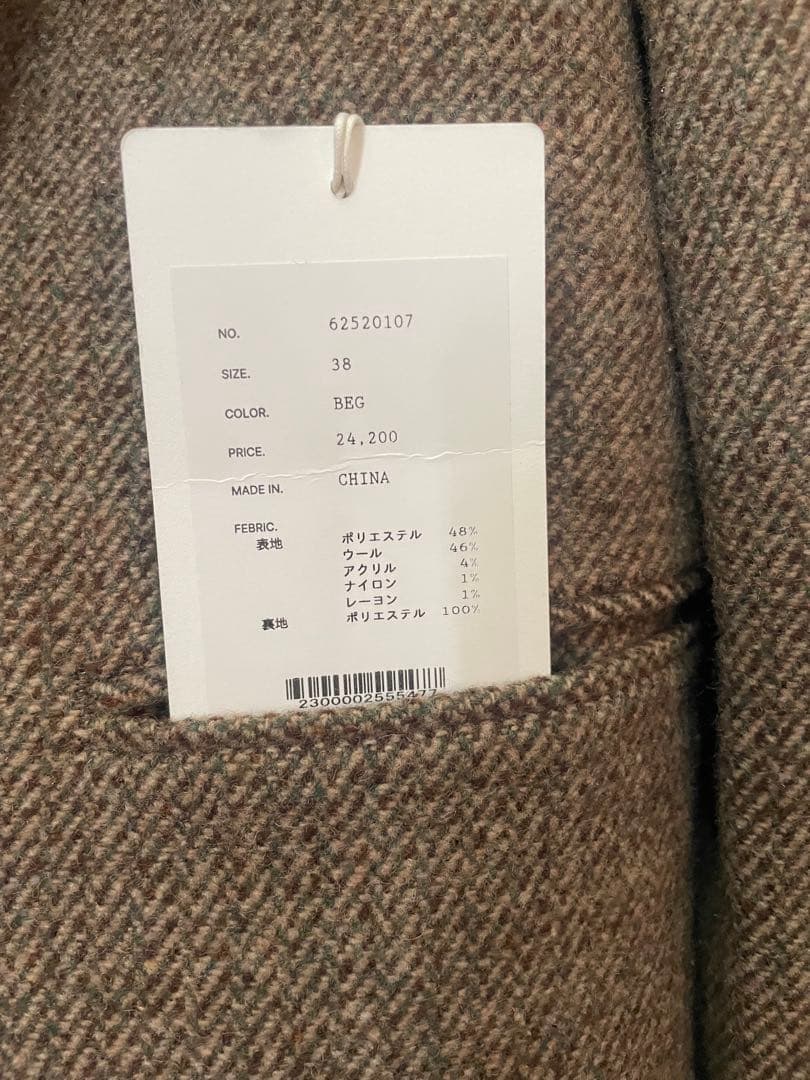 NO. 62520107
SIZE. 38
COLOR. BEG
PRICE. 24,200
MADE IN. CHINA
FEBRIC.
表地 ポリエステル 48%
ウール 46%
アクリル 4%
ナイロン 1%
レーヨン 1%
裏地 ポリエステル 100%
2300002555477